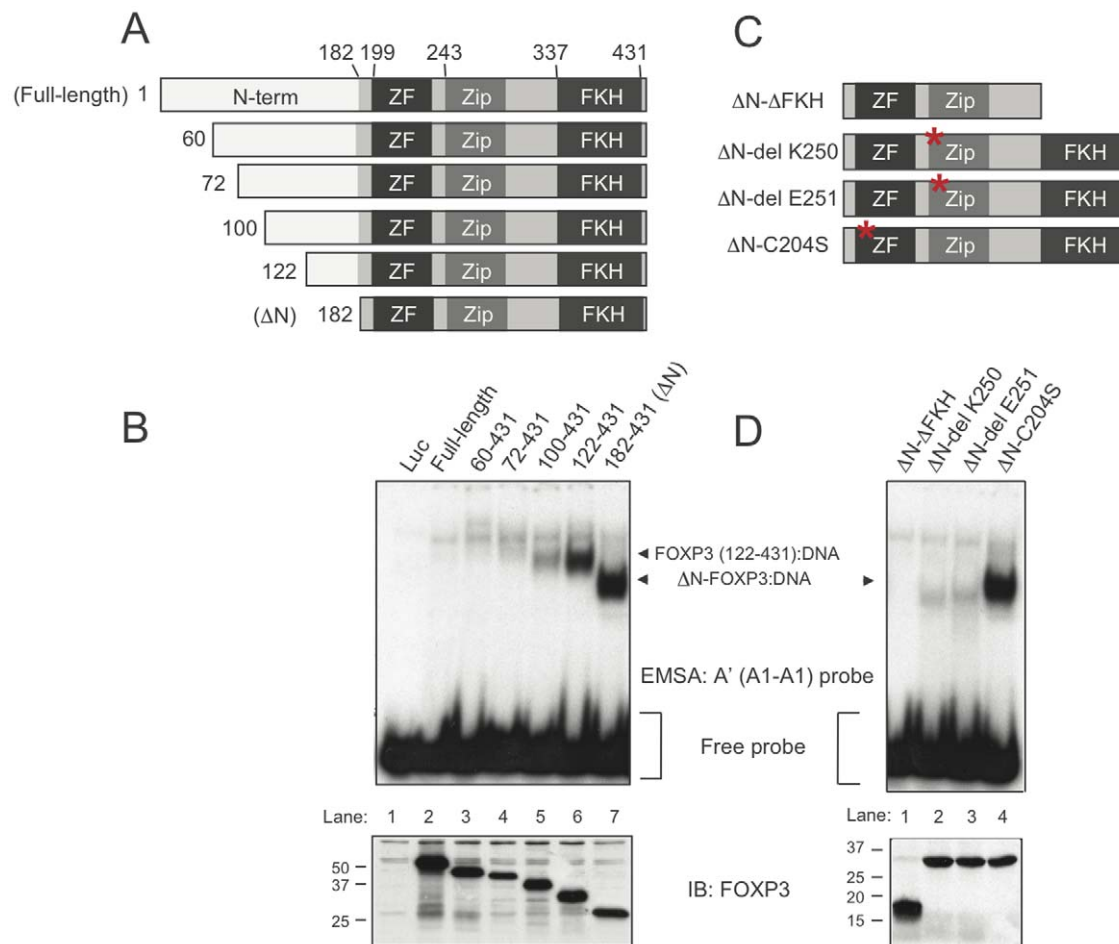 A
182 199 243 337 431
(Full-length) 1 N-term ZF Zip FKH
60 ZF Zip FKH
72 ZF Zip FKH
100 ZF Zip FKH
122 ZF Zip FKH
(ΔN) 182 ZF Zip FKH
C
ΔN-ΔFKH ZF Zip
ΔN-del K250 ZF * Zip FKH
ΔN-del E251 ZF * Zip FKH
ΔN-C204S * ZF Zip FKH
B
Luc
Full-length
60-431
72-431
100-431
122-431
182-431 (ΔN)
◄ FOXP3 (122-431):DNA
◄ ΔN-FOXP3:DNA ►
EMSA: A' (A1-A1) probe
Free probe
Lane: 1 2 3 4 5 6 7
50
37
25
IB: FOXP3
D
ΔN-ΔFKH
ΔN-del K250
ΔN-del E251
ΔN-C204S
Lane: 1 2 3 4
37
25
20
15